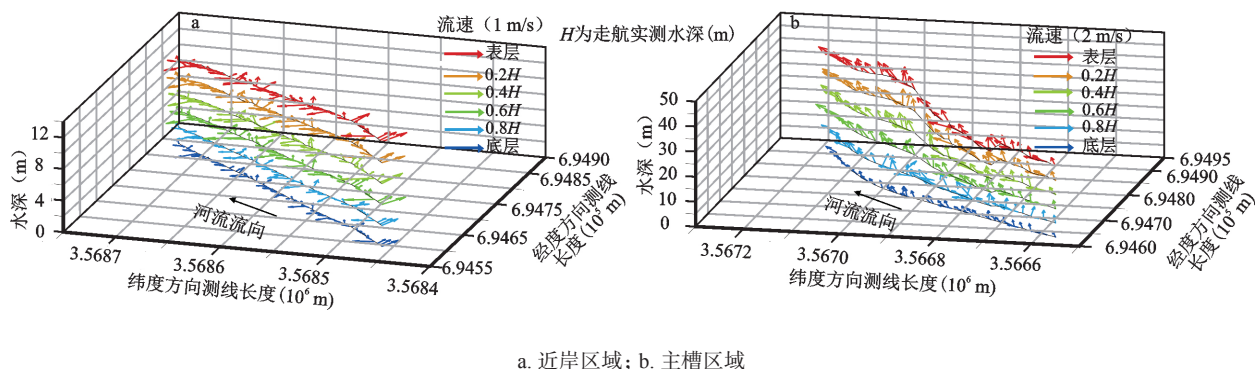 a
流速（1 m/s）
表层
0.2H
0.4H
0.6H
0.8H
底层
H为走航实测水深(m)
12
8
4
0
水深（m）
河流流向
3.5687
3.5686
3.5685
3.5684
纬度方向测线长度(10⁶ m)
6.9490
6.9485
6.9475
6.9465
6.9455
经度方向测线
长度(10⁵ m)
b
流速（2 m/s）
表层
0.2H
0.4H
0.6H
0.8H
底层
50
40
30
20
10
0
水深（m）
河流流向
3.5672
3.5670
3.5668
3.5666
纬度方向测线长度(10⁶ m)
6.9495
6.9490
6.9480
6.9470
6.9460
经度方向测线
长度(10⁵ m)
a. 近岸区域; b. 主槽区域